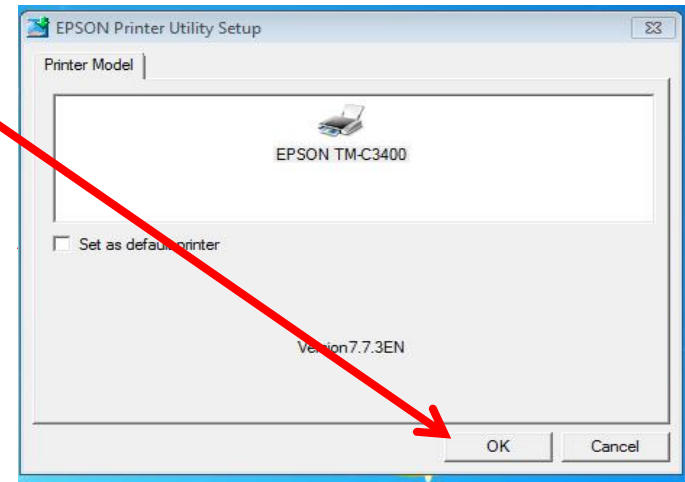 EPSON Printer Utility Setup
Printer Model
EPSON TM-C3400
Set as default printer
Version7.7.3EN
OK Cancel